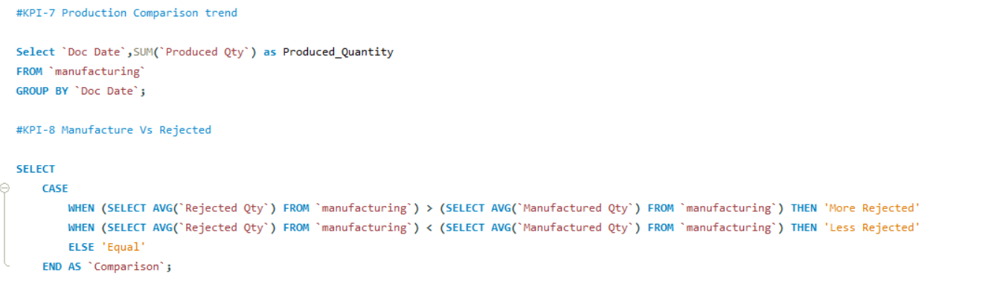 #KPI-7 Production Comparison trend
Select `Doc Date`,SUM(`Produced Qty`) as Produced_Quantity
FROM `manufacturing`
GROUP BY `Doc Date`;
#KPI-8 Manufacture Vs Rejected
SELECT
CASE
WHEN (SELECT AVG(`Rejected Qty`) FROM `manufacturing`) > (SELECT AVG(`Manufactured Qty`) FROM `manufacturing`) THEN 'More Rejected'
WHEN (SELECT AVG(`Rejected Qty`) FROM `manufacturing`) < (SELECT AVG(`Manufactured Qty`) FROM `manufacturing`) THEN 'Less Rejected'
ELSE 'Equal'
END AS `Comparison`;